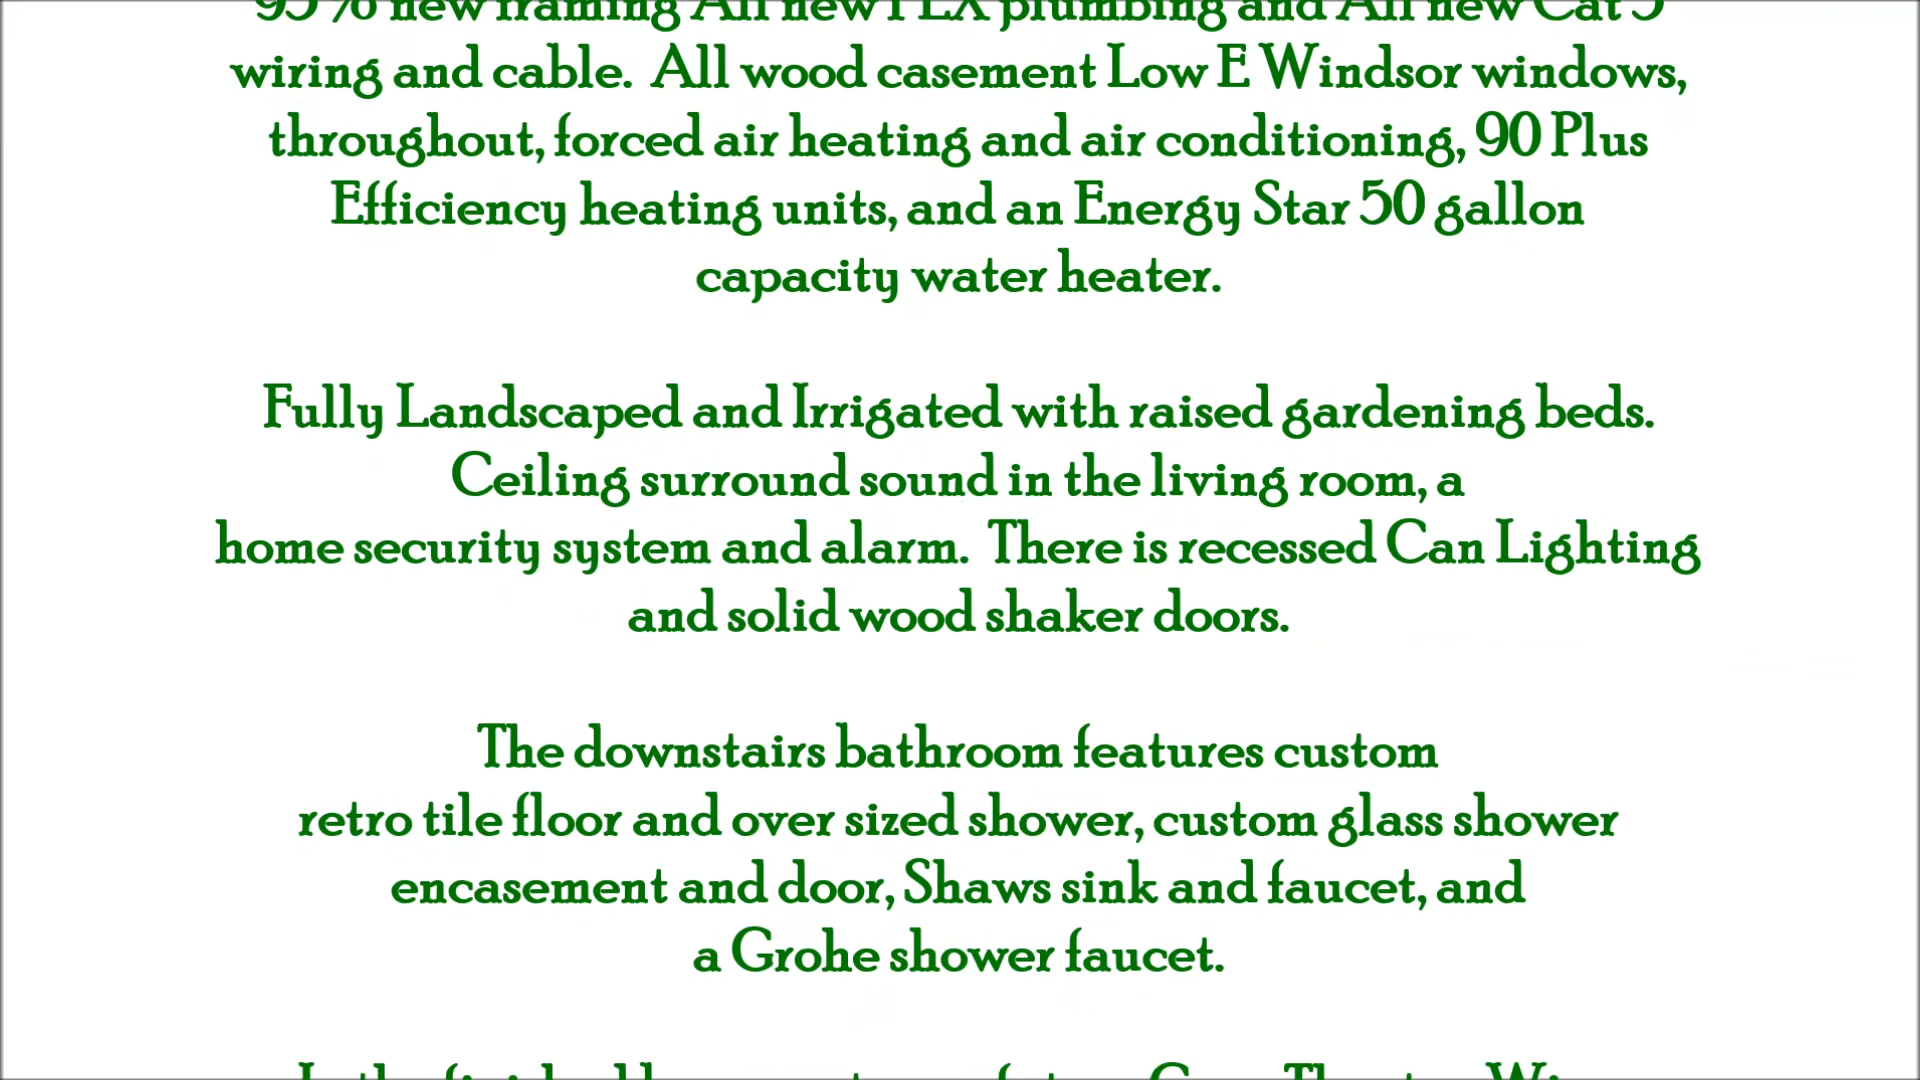 95% new framing All new PEX plumbing and All new Cat 5
wiring and cable. All wood casement Low E Windsor windows,
throughout, forced air heating and air conditioning, 90 Plus
Efficiency heating units, and an Energy Star 50 gallon
capacity water heater.
Fully Landscaped and Irrigated with raised gardening beds.
Ceiling surround sound in the living room, a
home security system and alarm. There is recessed Can Lighting
and solid wood shaker doors.
The downstairs bathroom features custom
retro tile floor and over sized shower, custom glass shower
encasement and door, Shaws sink and faucet, and
a Grohe shower faucet.